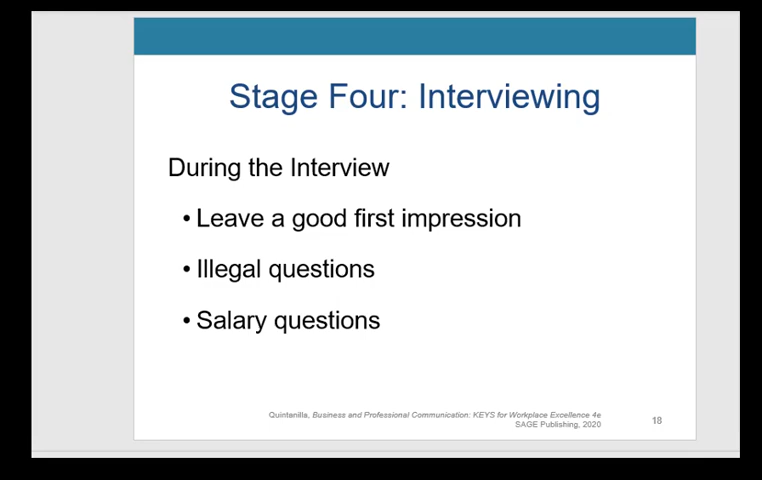 Stage Four: Interviewing
During the Interview
• Leave a good first impression
• Illegal questions
• Salary questions
Quintanilla, Business and Professional Communication: KEYS for Workplace Excellence 4e
SAGE Publishing, 2020
18